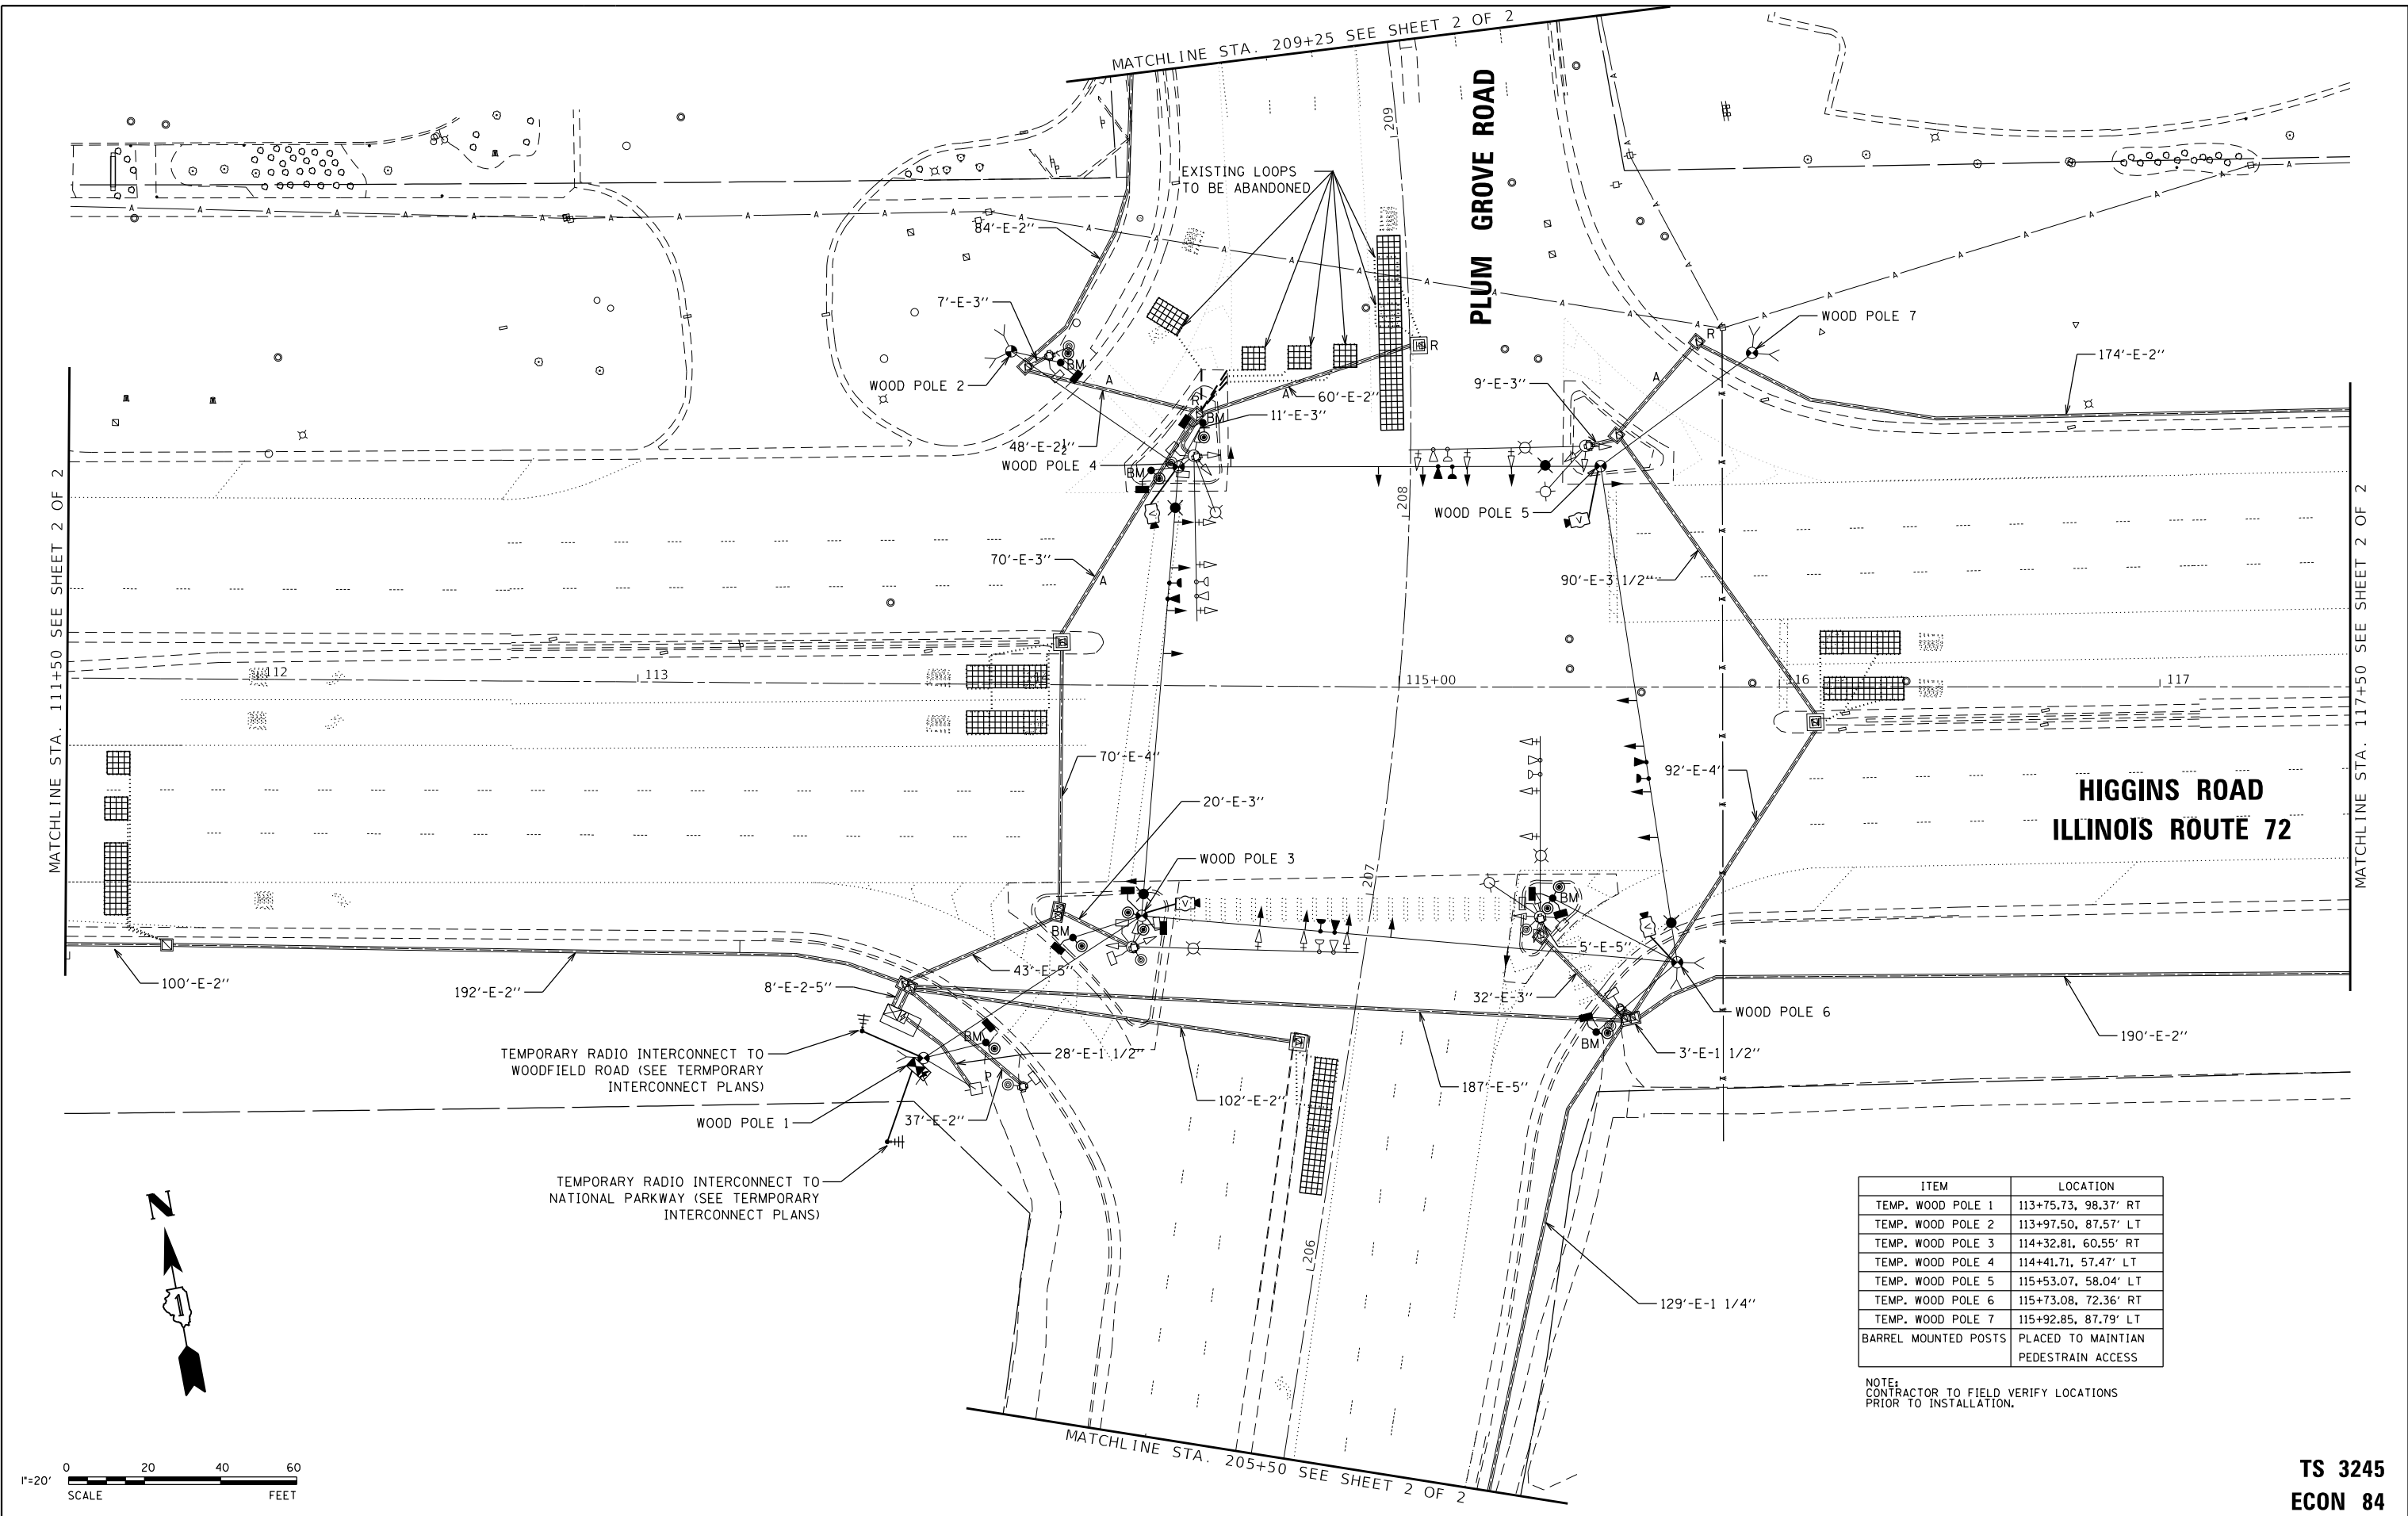 MATCHLINE STA. 209+25 SEE SHEET 2 OF 2
PLUM GROVE ROAD
209
EXISTING LOOPS
TO BE ABANDONED
84'-E-2''
7'-E-3''
WOOD POLE 2
BM
A
R
BM
11'-E-3''
60'-E-2''
A
R
48'-E-2½
WOOD POLE 4
BM
9'-E-3''
A
R
WOOD POLE 7
174'-E-2''
208
WOOD POLE 5
V
V
70'-E-3''
A
90'-E-3 1/2''
MATCHLINE STA. 111+50 SEE SHEET 2 OF 2
MATCHLINE STA. 117+50 SEE SHEET 2 OF 2
112
113
115+00
116
117
70'-E-4''
92'-E-4''
20'-E-3''
HIGGINS ROAD
ILLINOIS ROUTE 72
WOOD POLE 3
207
V
BM
BM
V
5'-E-5''
43'-E-5''
100'-E-2''
192'-E-2''
8'-E-2-5''
32'-E-3''
WOOD POLE 6
190'-E-2''
BM
BM
3'-E-1 1/2''
28'-E-1 1/2''
P
TEMPORARY RADIO INTERCONNECT TO
WOODFIELD ROAD (SEE TERMPORARY
INTERCONNECT PLANS)
187'-E-5''
102'-E-2''
WOOD POLE 1
37'-E-2''
TEMPORARY RADIO INTERCONNECT TO
NATIONAL PARKWAY (SEE TERMPORARY
INTERCONNECT PLANS)
206
129'-E-1 1/4''
N
1
ITEM LOCATION
TEMP. WOOD POLE 1 113+75.73, 98.37' RT
TEMP. WOOD POLE 2 113+97.50, 87.57' LT
TEMP. WOOD POLE 3 114+32.81, 60.55' RT
TEMP. WOOD POLE 4 114+41.71, 57.47' LT
TEMP. WOOD POLE 5 115+53.07, 58.04' LT
TEMP. WOOD POLE 6 115+73.08, 72.36' RT
TEMP. WOOD POLE 7 115+92.85, 87.79' LT
BARREL MOUNTED POSTS PLACED TO MAINTIAN
PEDESTRAIN ACCESS
NOTE:
CONTRACTOR TO FIELD VERIFY LOCATIONS
PRIOR TO INSTALLATION.
MATCHLINE STA. 205+50 SEE SHEET 2 OF 2
0 20 40 60
1"=20'
SCALE FEET
TS 3245
ECON 84